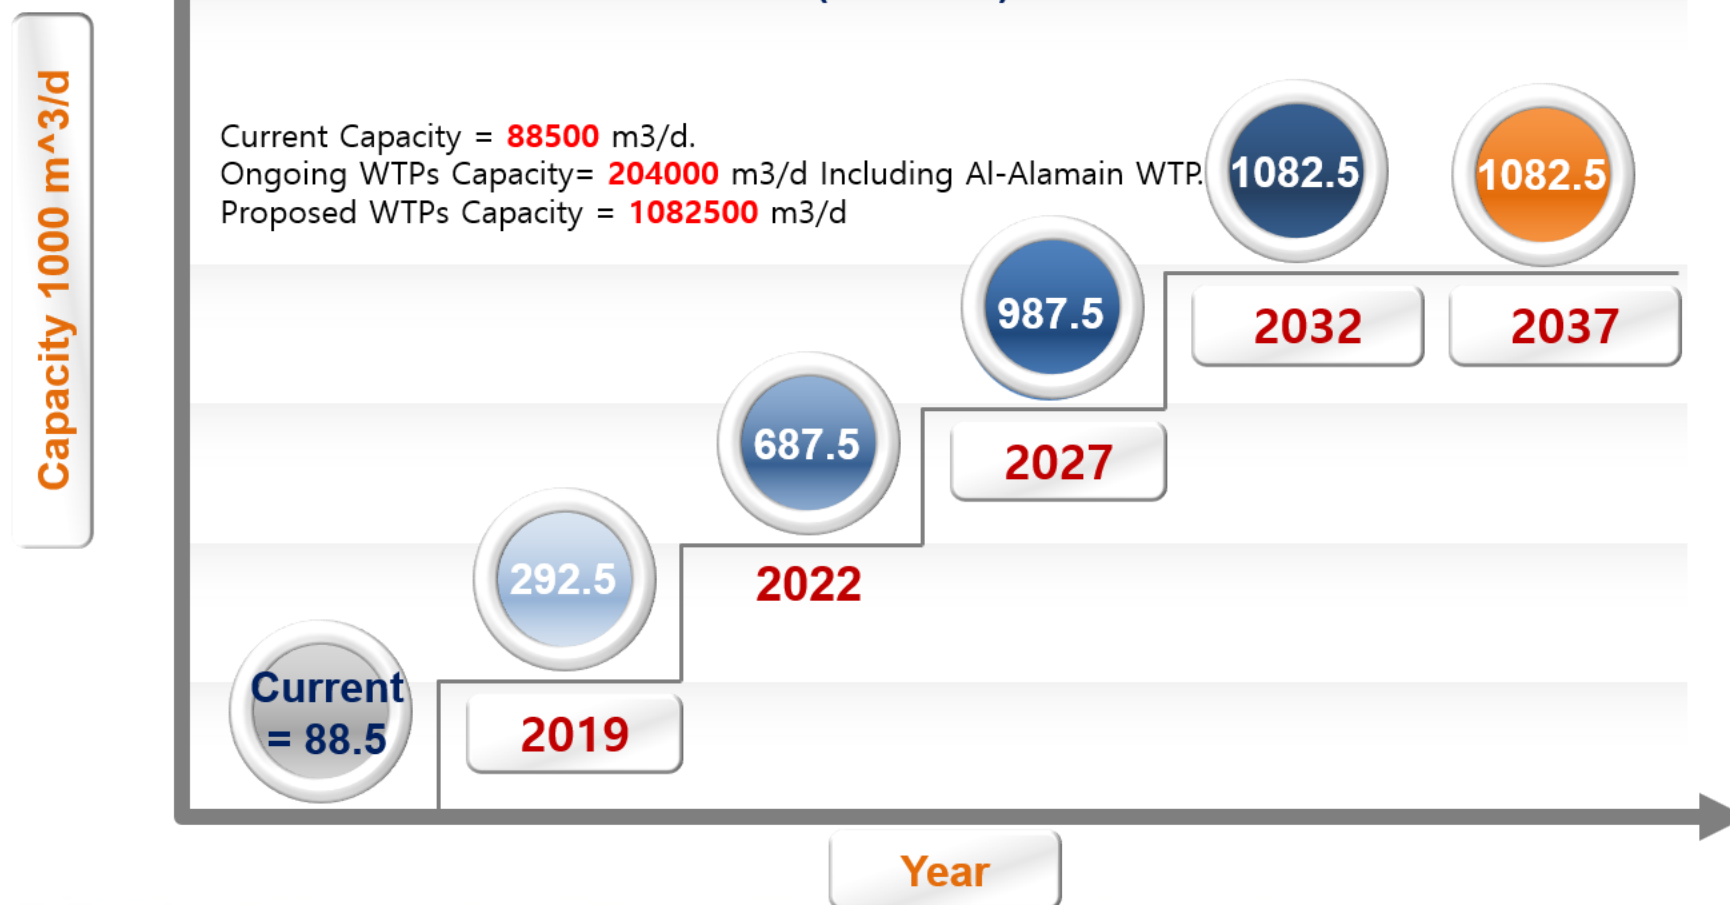 Capacity 1000 m^3/d
Current Capacity = 88500 m3/d.
Ongoing WTPs Capacity= 204000 m3/d Including Al-Alamain WTP.
Proposed WTPs Capacity = 1082500 m3/d
1082.5
1082.5
987.5
2032
2037
687.5
2027
292.5
2022
Current
= 88.5
2019
Year